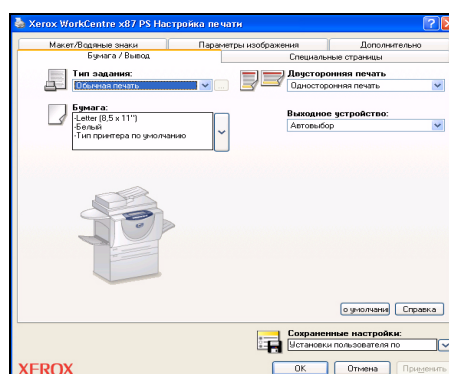 Xerox WorkCentre x87 PS Настройка печати
Макет/Водяные знаки
Параметры изображения
Дополнительно
Бумага / Вывод
Специальные страницы
Тип задания:
Обычная печать
Двусторонняя печать
Односторонняя печать
Бумага:
-Letter (8,5 x 11")
-Белый
-Тип принтера по умолчанию
Выходное устройство:
Автовыбор
о умолчани
Справка
Сохраненные настройки:
Установки пользователя по
XEROX
OK
Отмена
Применить